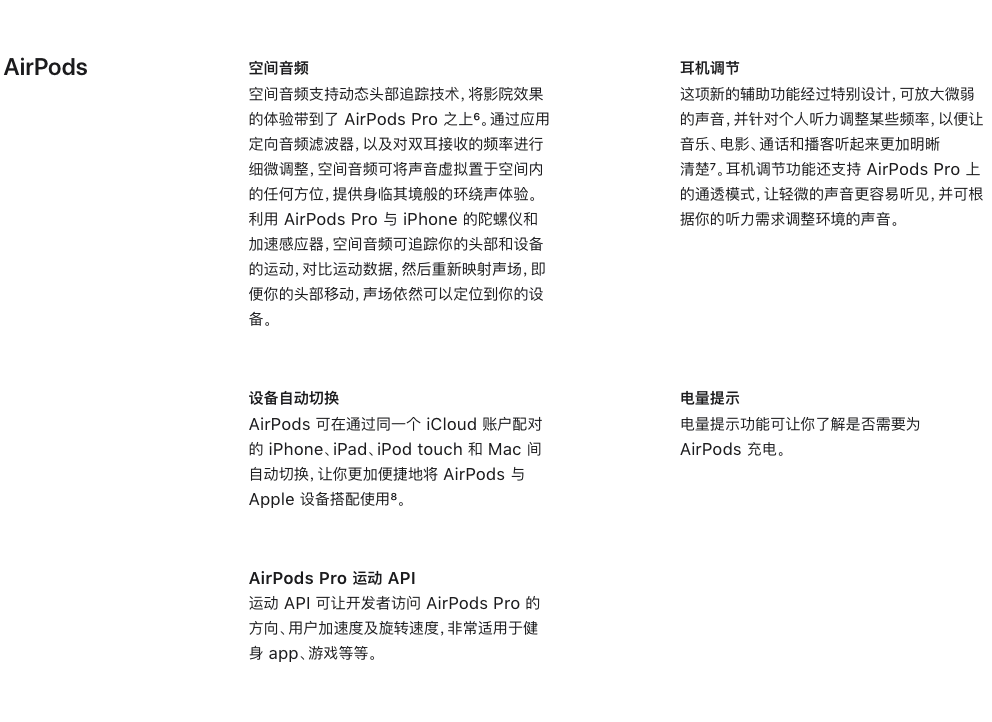 AirPods
空间音频
空间音频支持动态头部追踪技术，将影院效果
的体验带到了 AirPods Pro 之上⁶。通过应用
定向音频滤波器，以及对双耳接收的频率进行
细微调整，空间音频可将声音虚拟置于空间内
的任何方位，提供身临其境般的环绕声体验。
利用 AirPods Pro 与 iPhone 的陀螺仪和
加速感应器，空间音频可追踪你的头部和设备
的运动，对比运动数据，然后重新映射声场，即
便你的头部移动，声场依然可以定位到你的设
备。
耳机调节
这项新的辅助功能经过特别设计，可放大微弱
的声音，并针对个人听力调整某些频率，以便让
音乐、电影、通话和播客听起来更加明晰
清楚⁷。耳机调节功能还支持 AirPods Pro 上
的通透模式，让轻微的声音更容易听见，并可根
据你的听力需求调整环境的声音。
设备自动切换
AirPods 可在通过同一个 iCloud 账户配对
的 iPhone、iPad、iPod touch 和 Mac 间
自动切换，让你更加便捷地将 AirPods 与
Apple 设备搭配使用⁸。
电量提示
电量提示功能可让你了解是否需要为
AirPods 充电。
AirPods Pro 运动 API
运动 API 可让开发者访问 AirPods Pro 的
方向、用户加速度及旋转速度，非常适用于健
身 app、游戏等等。